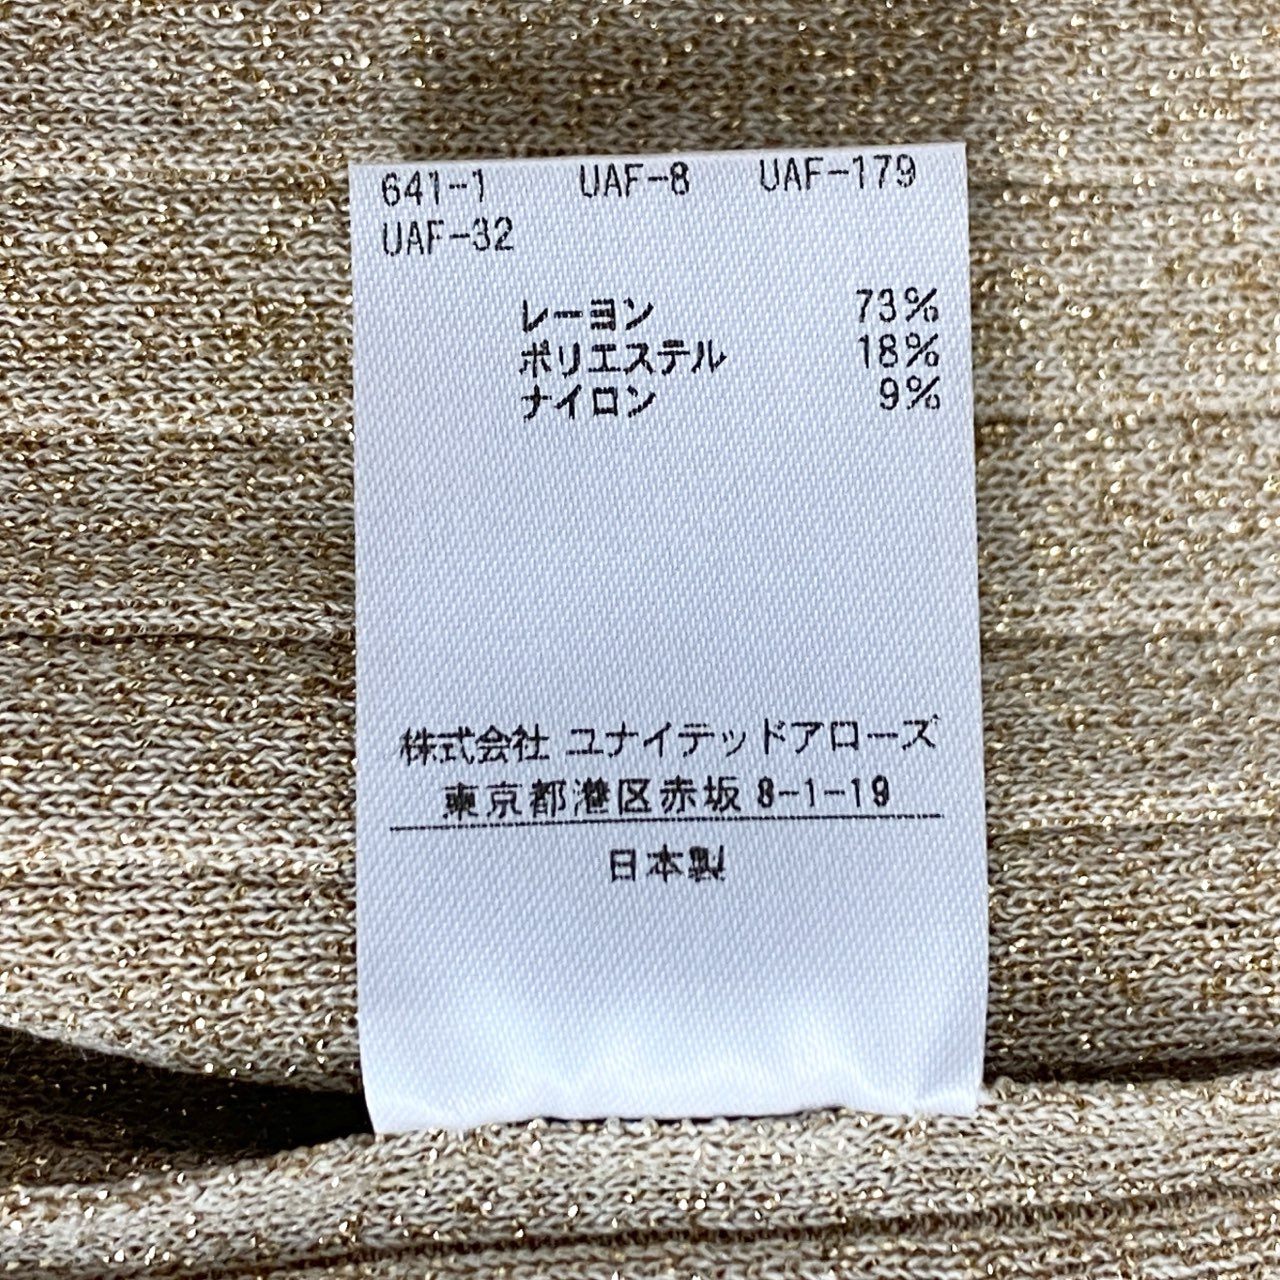 641-1 UAF-8 UAF-179
UAF-32
レーヨン 73%
ポリエステル 18%
ナイロン 9%
株式会社 ユナイテッドアローズ
東京都港区赤坂 8-1-19
日本製